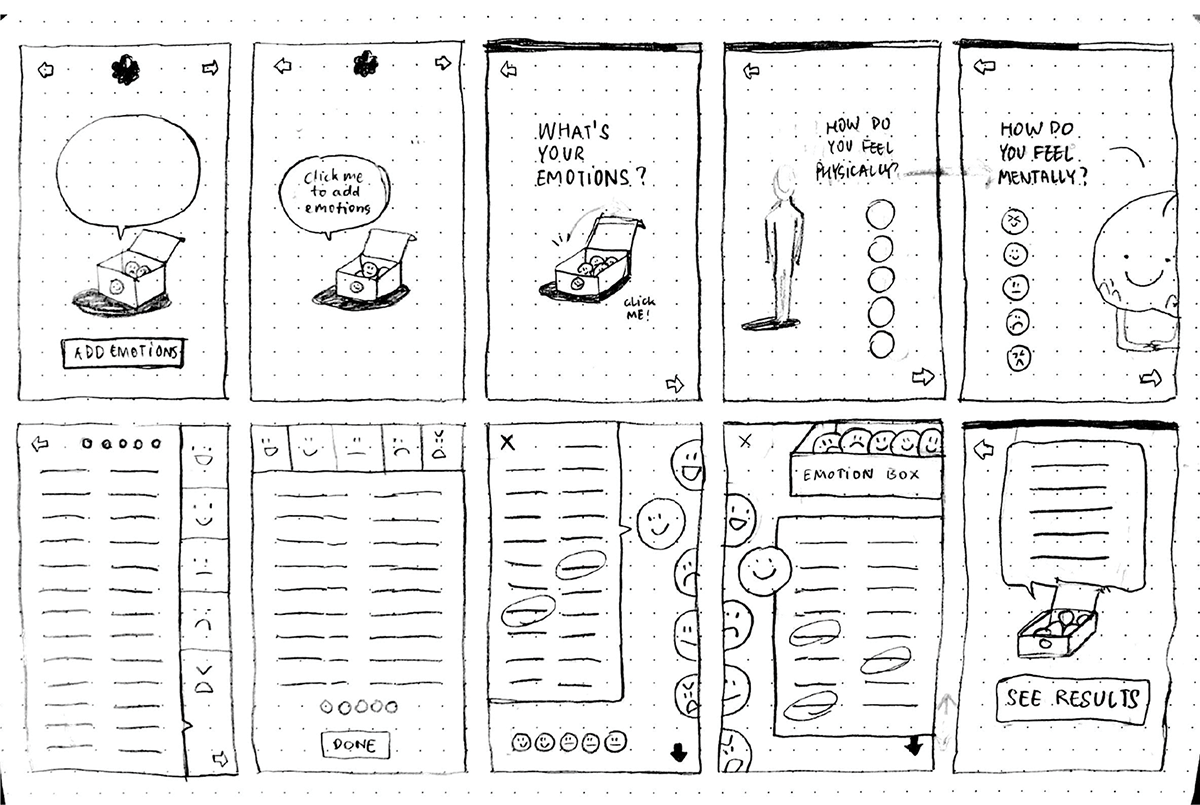 ADD EMOTIONS
Click me
to add
emotions
WHAT'S
YOUR
EMOTIONS?
CLICK
ME!
HOW DO
YOU FEEL
PHYSICALLY?
HOW DO
YOU FEEL
MENTALLY?
DONE
X
X
EMOTION BOX
SEE RESULTS